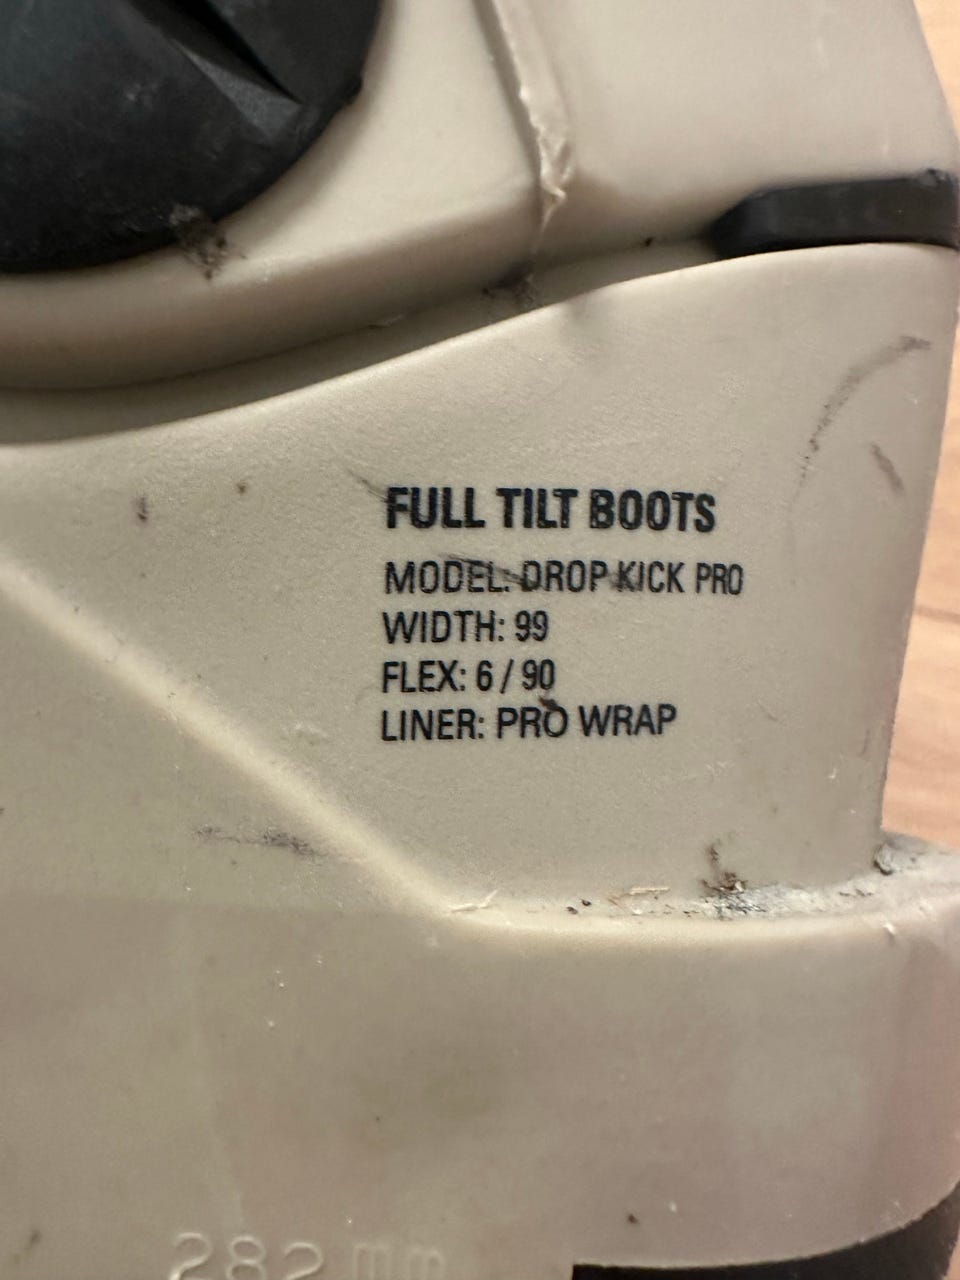 FULL TILT BOOTS
MODEL: DROP KICK PRO
WIDTH: 99
FLEX: 6 / 90
LINER: PRO WRAP
282 mm